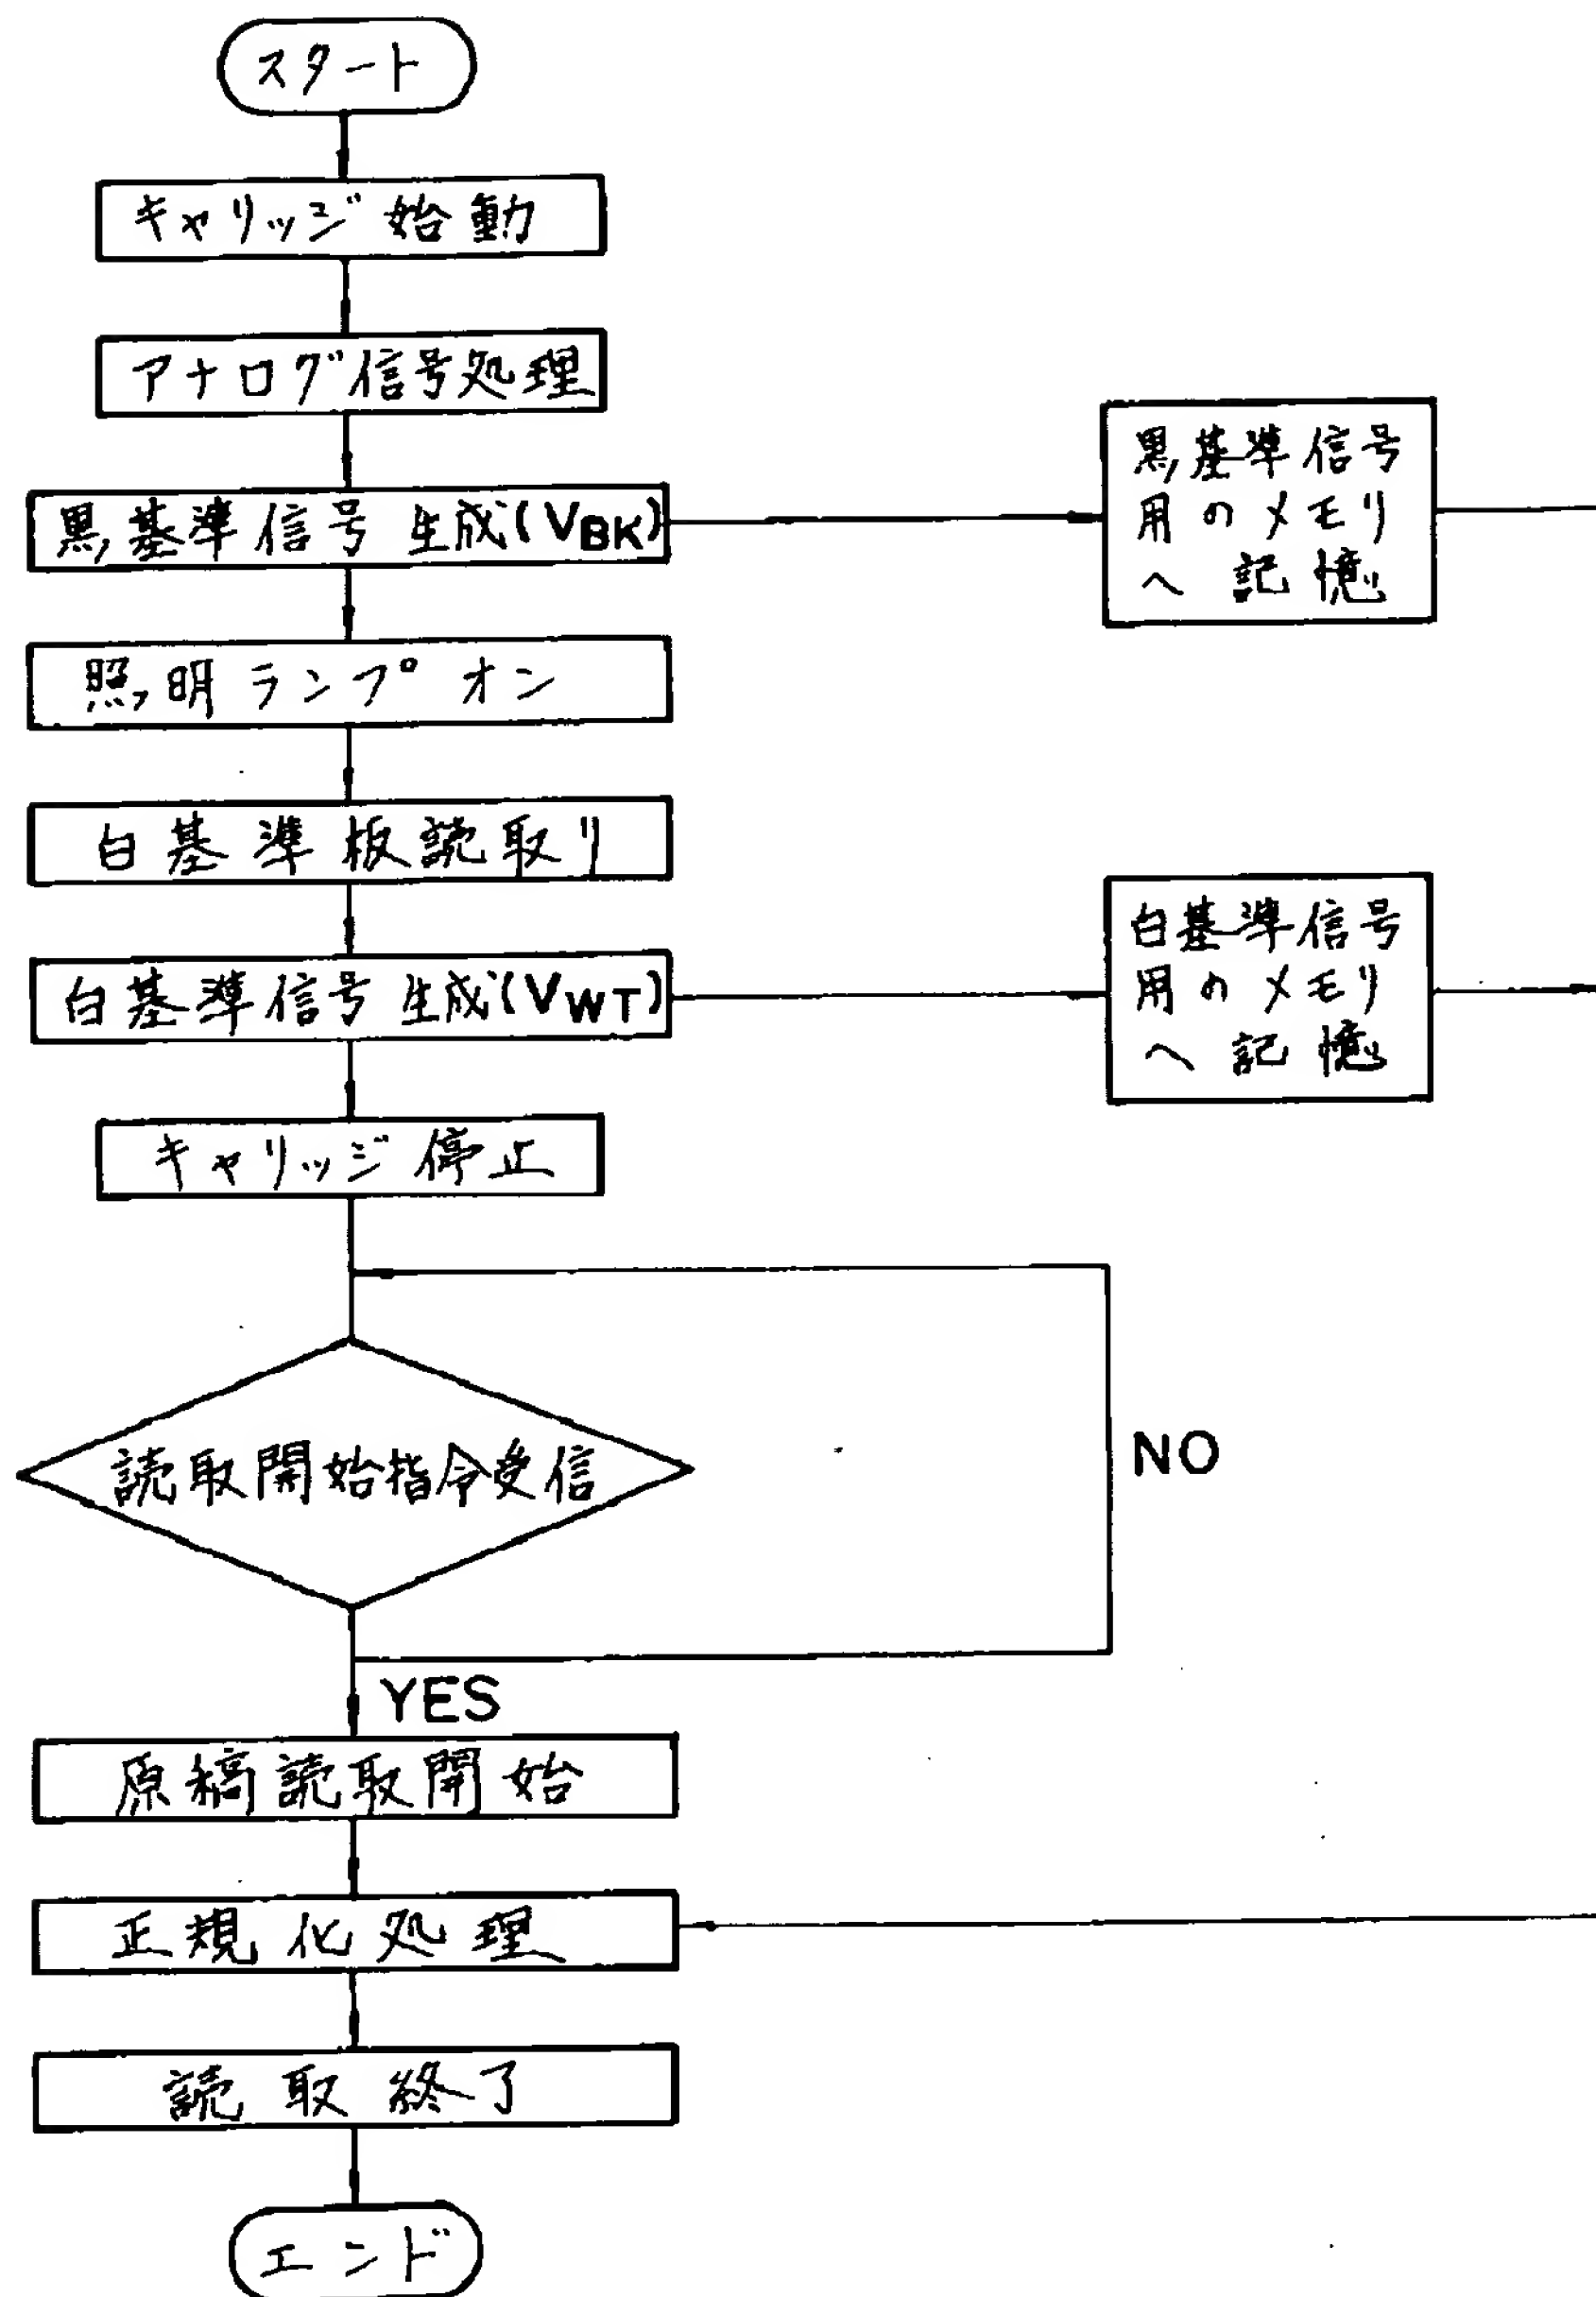 スタート
キャリッジ始動
アナログ信号処理
黒基準信号生成(VBK)
黒基準信号
用のメモリ
へ記憶
照明ランプオン
白基準板読取り
白基準信号生成(VWT)
白基準信号
用のメモリ
へ記憶
キャリッジ停止
読取開始指令受信
NO
YES
原稿読取開始
正規化処理
読取終了
エンド